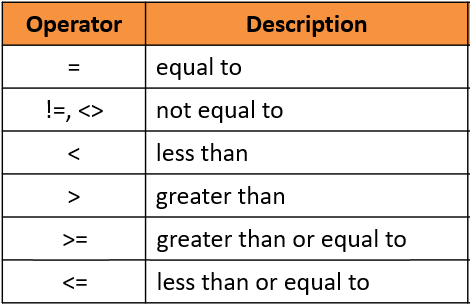 Operator Description
= equal to
!=, <> not equal to
< less than
> greater than
>= greater than or equal to
<= less than or equal to